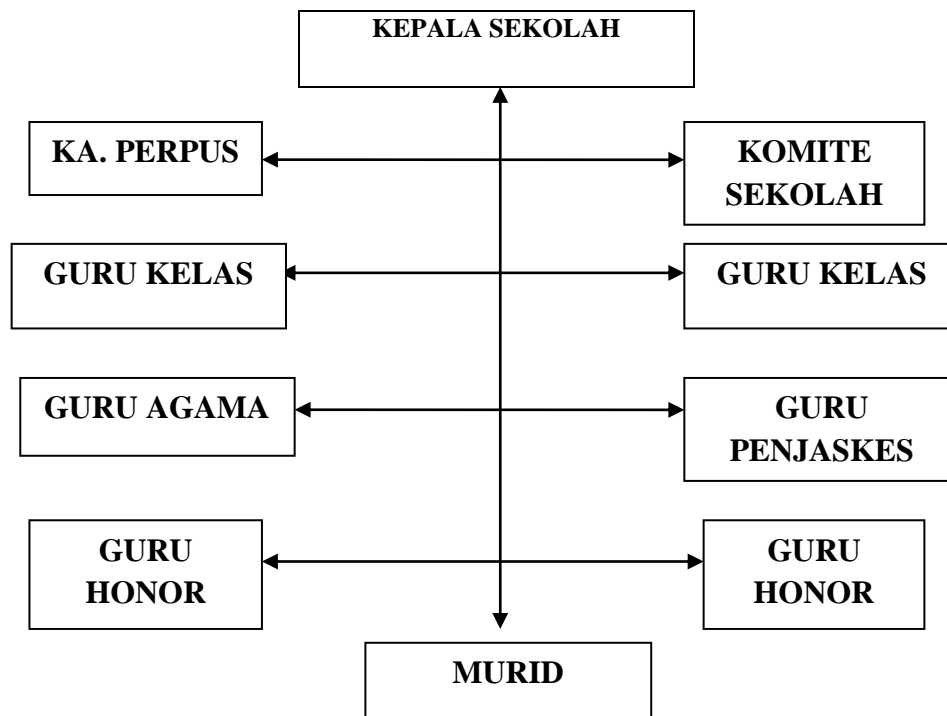 KEPALA SEKOLAH
KA. PERPUS
KOMITE
SEKOLAH
GURU KELAS
GURU KELAS
GURU AGAMA
GURU
PENJASKES
GURU
HONOR
GURU
HONOR
MURID